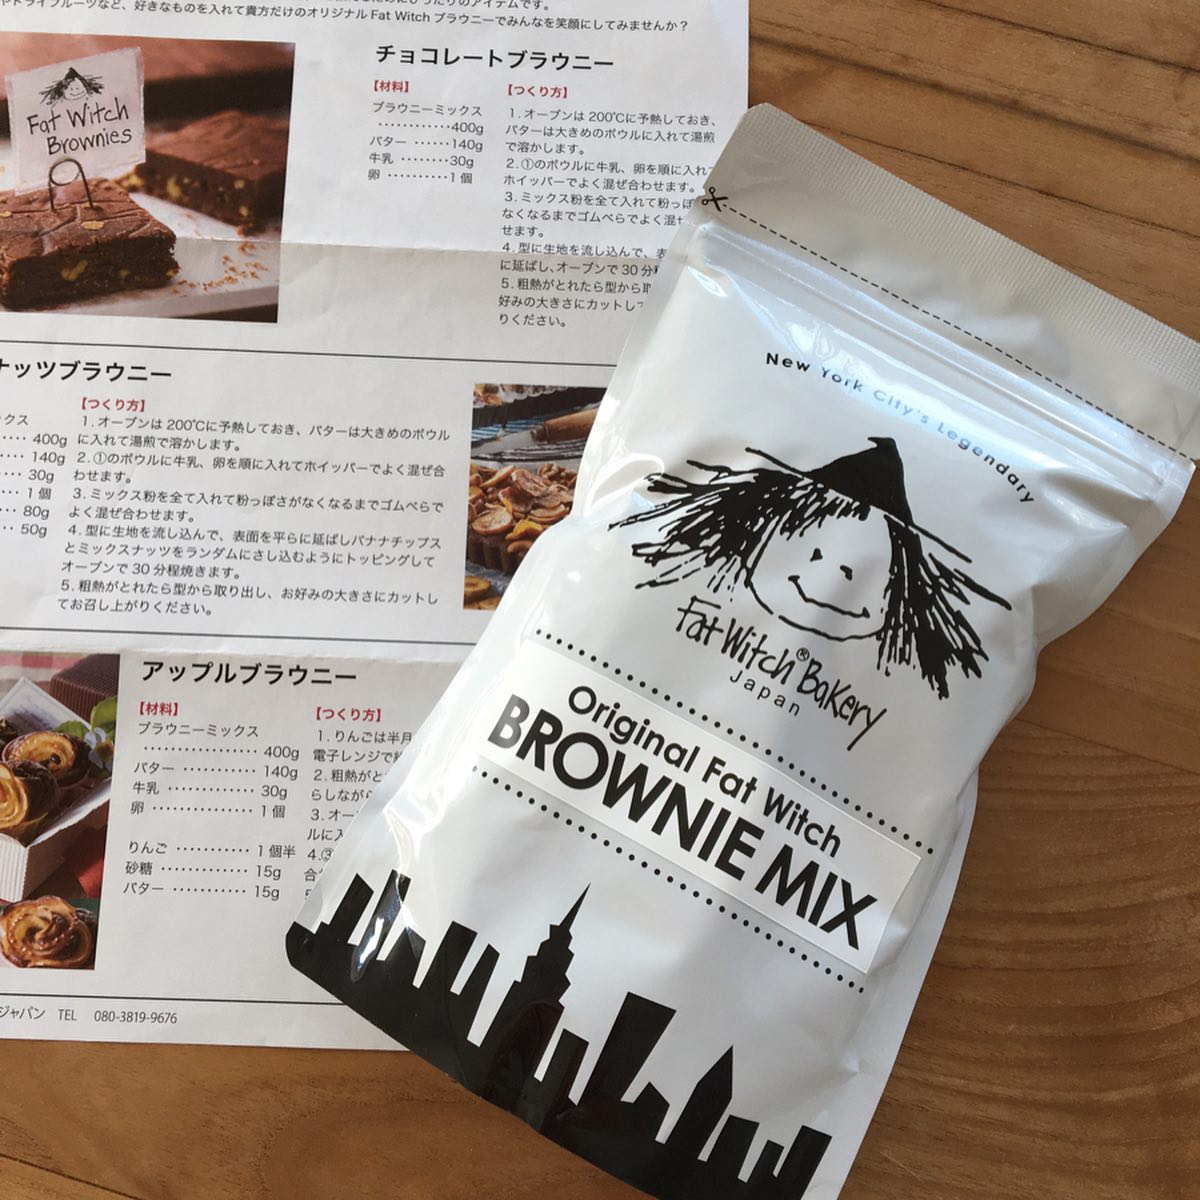 やドライフルーツなど、好きなものを入れて貴方だけのオリジナル Fat Witch ブラウニーでみんなを笑顔にしてみませんか?
Fat Witch
Brownies
チョコレートブラウニー
【材料】
ブラウニーミックス
············400g
バター ······140g
牛乳 ········30g
卵 ··········1 個
【つくり方】
1. オーブンは 200℃に予熱しておき、
バターは大きめのボウルに入れて湯煎
で溶かします。
2. ①のボウルに牛乳、卵を順に入れて
ホイッパーでよく混ぜ合わせます。
3. ミックス粉を全て入れて粉っぽ
なくなるまでゴムべらでよく混ぜ
せます。
4. 型に生地を流し込んで、表
に延ばし、オーブンで 30 分
5. 粗熱がとれたら型から取
好みの大きさにカットし
りください。
ナッツブラウニー
ックス
···· 400g
···· 140g
···· 30g
··· 1 個
··· 80g
··· 50g
【つくり方】
1. オーブンは 200℃に予熱しておき、バターは大きめのボウル
に入れて湯煎で溶かします。
2. ①のボウルに牛乳、卵を順に入れてホイッパーでよく混ぜ合
わせます。
3. ミックス粉を全て入れて粉っぽさがなくなるまでゴムべらで
よく混ぜ合わせます。
4. 型に生地を流し込んで、表面を平らに延ばしバナナチップス
とミックスナッツをランダムにさし込むようにトッピングして
オーブンで 30 分程焼きます。
5. 粗熱がとれたら型から取り出し、お好みの大きさにカットし
てお召し上がりください。
アップルブラウニー
【材料】
ブラウニーミックス
················· 400g
バター ··········· 140g
牛乳 ············· 30g
卵 ··············· 1 個
りんご ··········· 1 個半
砂糖 ············· 15g
バター ··········· 15g
【つくり方】
1. りんごは半月
電子レンジで
2. 粗熱がと
らしながら
3. オー
ルに入
4. ③
合
ジャパン TEL 080-3819-9676
New York City's Legendary
Fat Witch® Bakery
Japan
Original Fat Witch
BROWNIE MIX